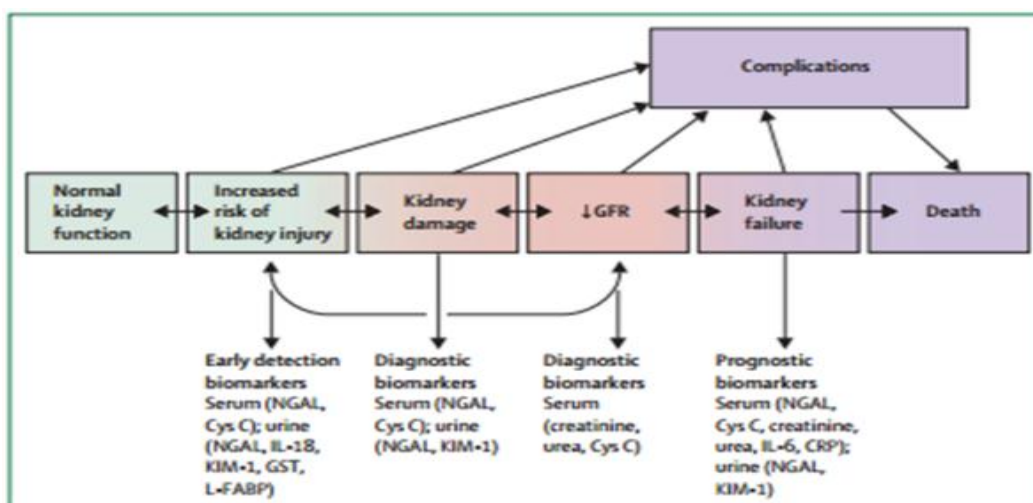 Complications
Normal
kidney
function
Increased
risk of
kidney injury
Kidney
damage
↓GFR
Kidney
failure
Death
Early detection
biomarkers
Serum (NGAL,
Cys C); urine
(NGAL, IL-18,
KIM-1, GST,
L-FABP)
Diagnostic
biomarkers
Serum (NGAL,
Cys C); urine
(NGAL, KIM-1)
Diagnostic
biomarkers
Serum
(creatinine,
urea, Cys C)
Prognostic
biomarkers
Serum (NGAL,
Cys C, creatinine,
urea, IL-6, CRP);
urine (NGAL,
KIM-1)